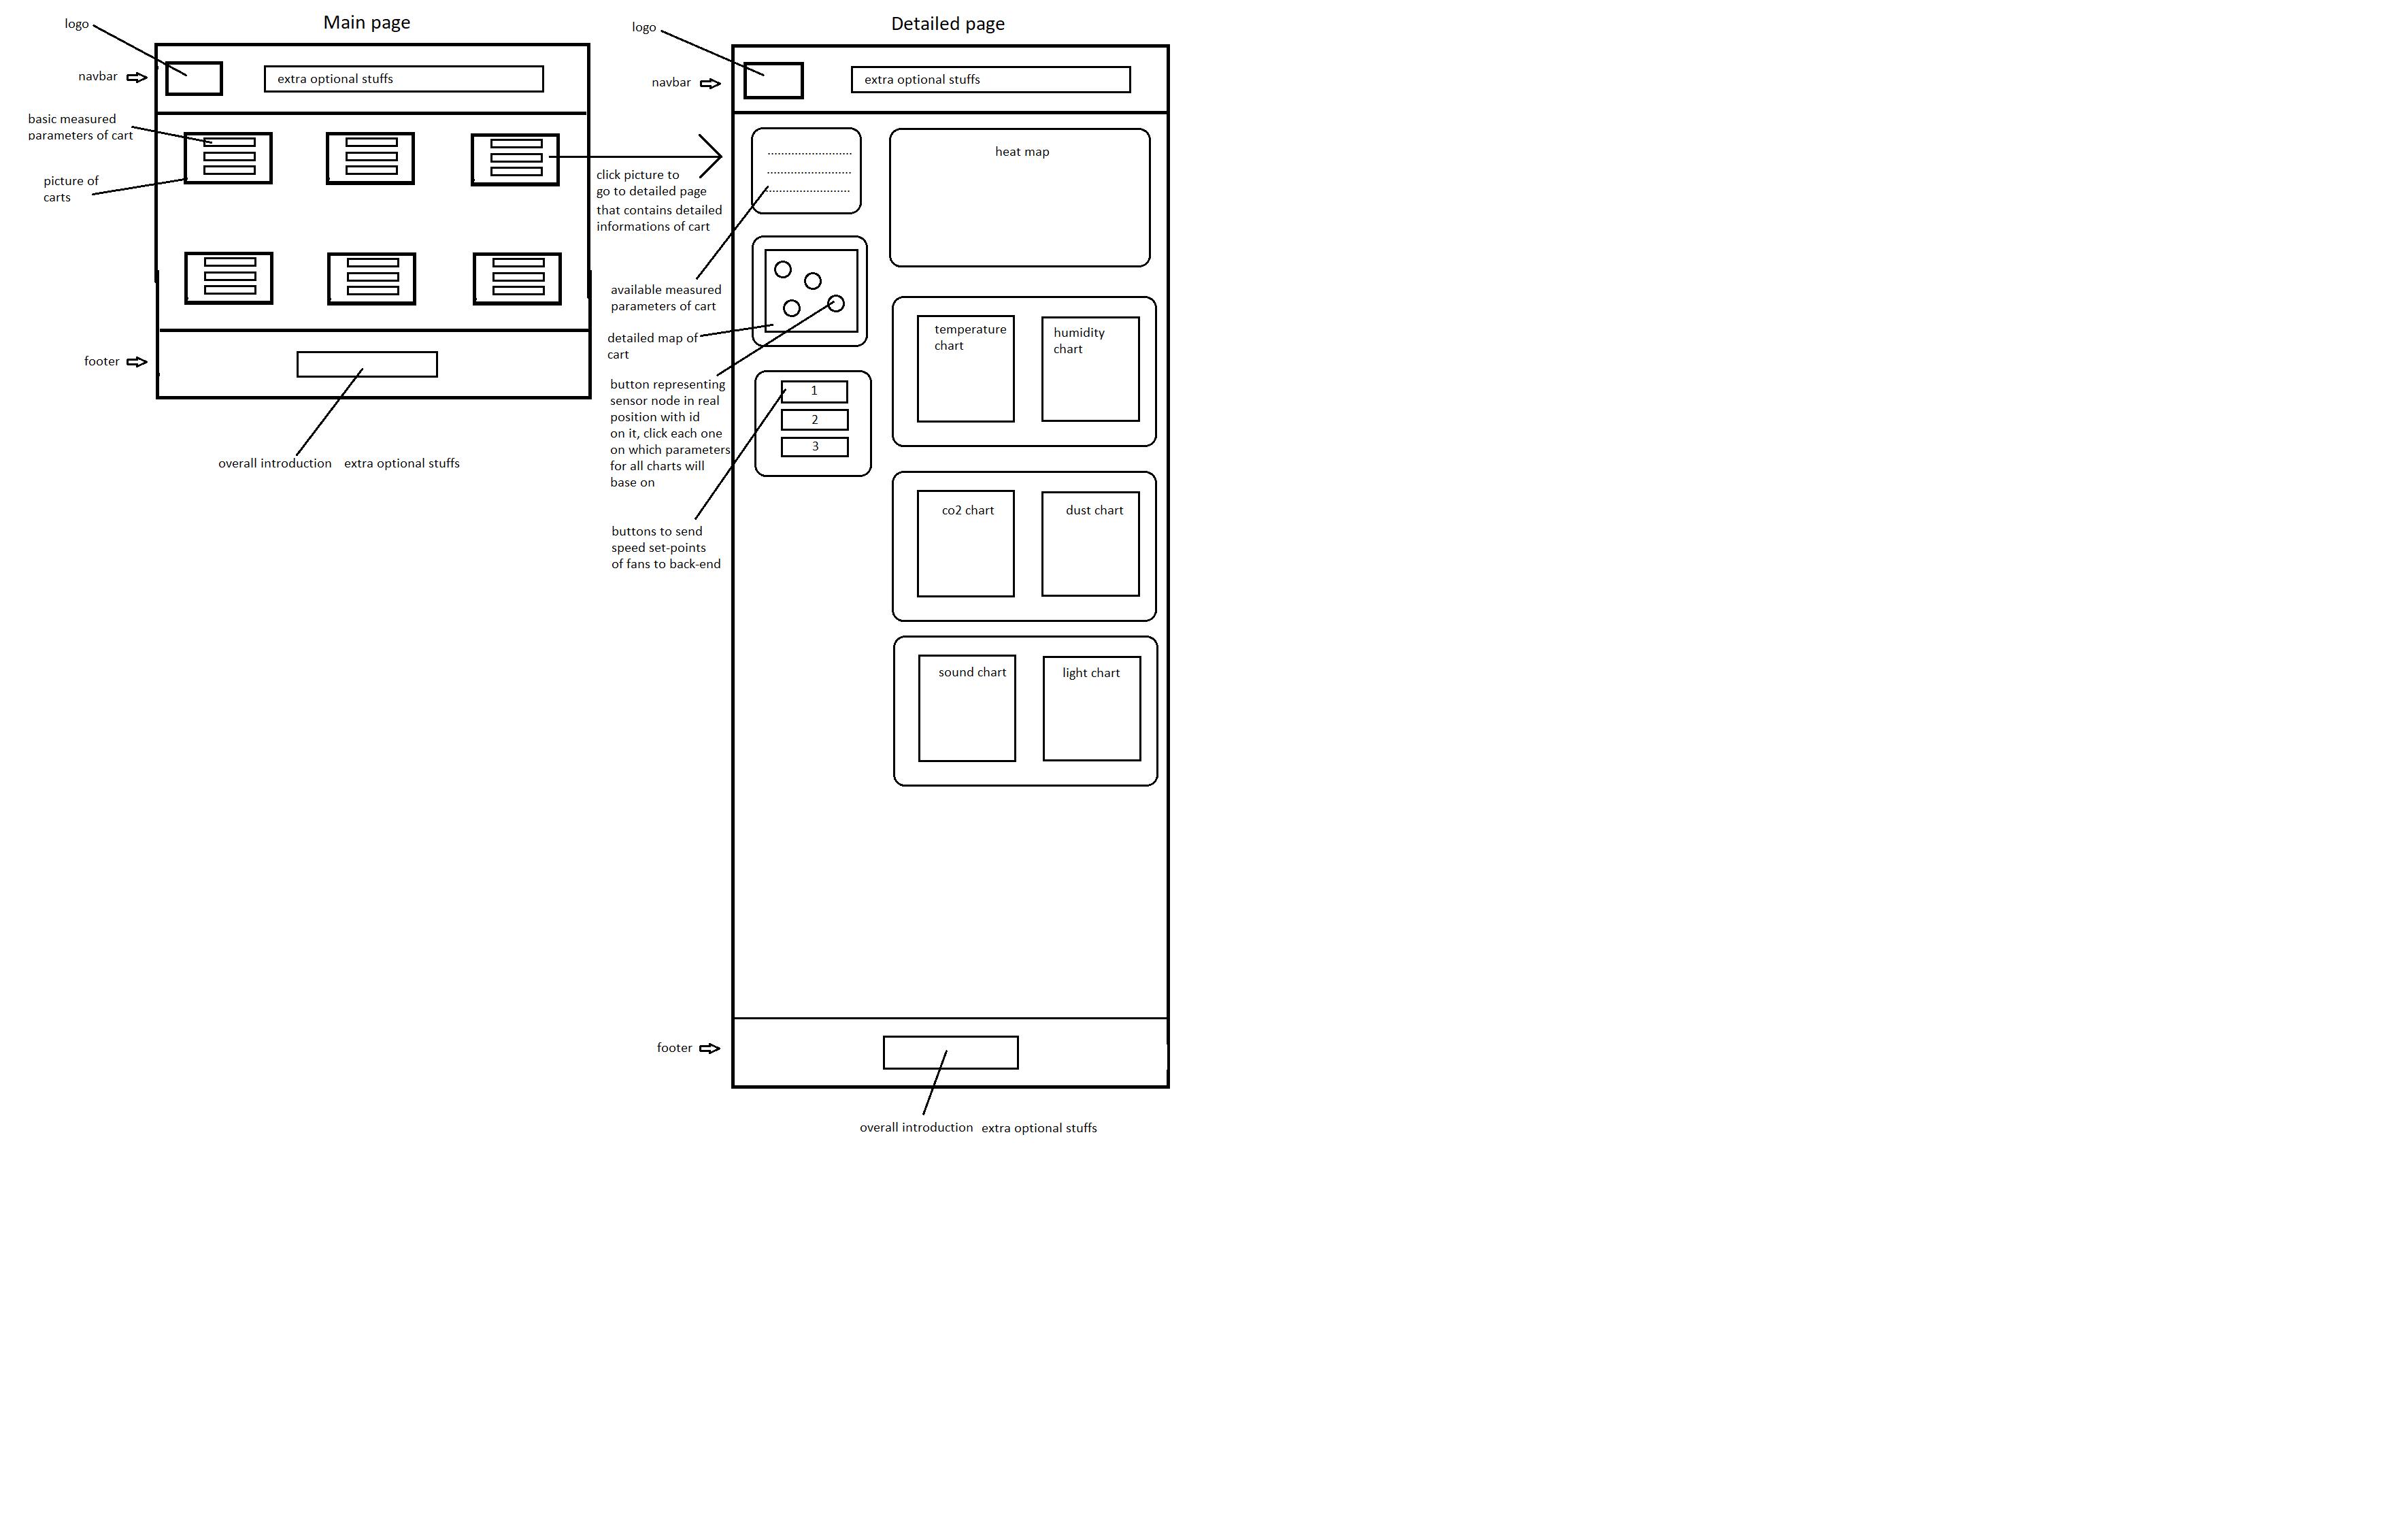 Main page
logo
navbar
extra optional stuffs
basic measured
parameters of cart
picture of
carts
click picture to
go to detailed page
that contains detailed
informations of cart
footer
overall introduction extra optional stuffs
Detailed page
logo
navbar
extra optional stuffs
heat map
available measured
parameters of cart
detailed map of
cart
button representing
sensor node in real
position with id
on it, click each one
on which parameters
for all charts will
base on
1
2
3
buttons to send
speed set-points
of fans to back-end
temperature
chart
humidity
chart
co2 chart
dust chart
sound chart
light chart
footer
overall introduction extra optional stuffs